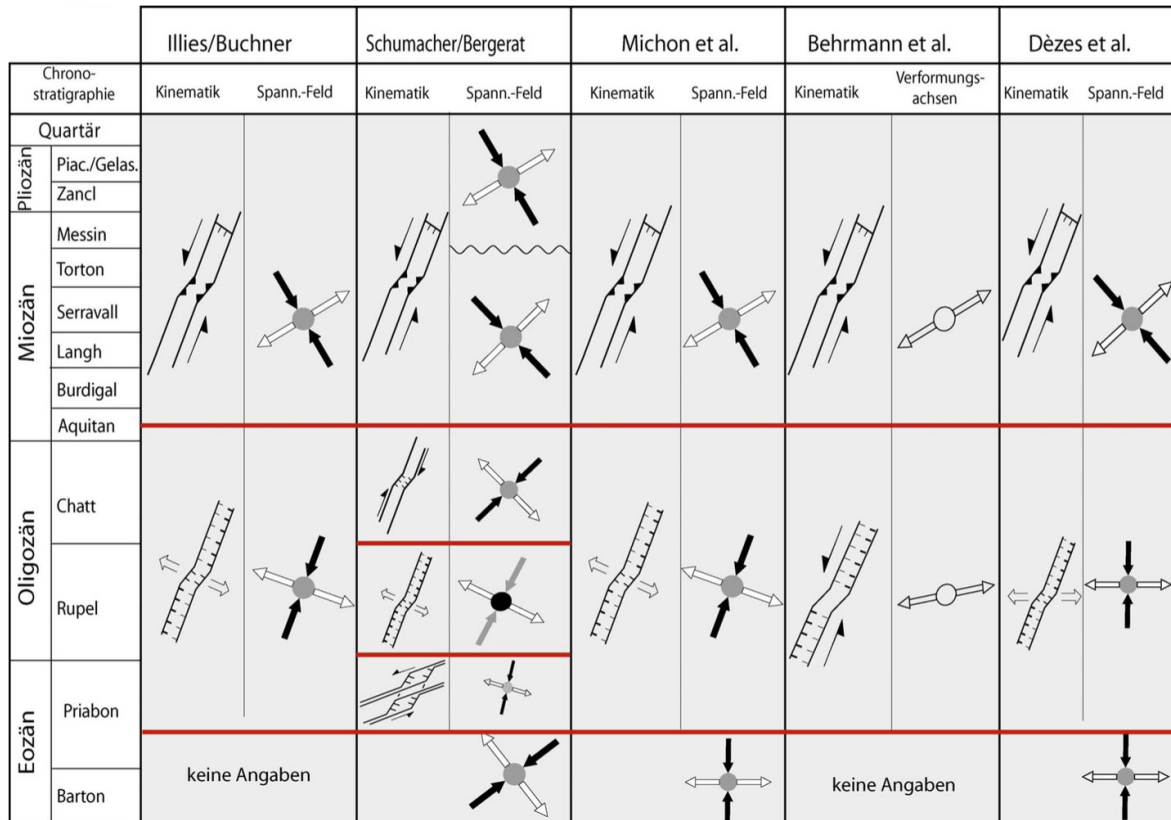 Illies/Buchner
Schumacher/Bergerat
Michon et al.
Behrmann et al.
Dèzes et al.
Chrono-
stratigraphie
Kinematik
Spann.-Feld
Kinematik
Spann.-Feld
Kinematik
Spann.-Feld
Kinematik
Verformungs-
achsen
Kinematik
Spann.-Feld
Quartär
Pliozän
Piac./Gelas.
Zancl
Miozän
Messin
Torton
Serravall
Langh
Burdigal
Aquitan
Oligozän
Chatt
Rupel
Eozän
Priabon
Barton
keine Angaben
keine Angaben